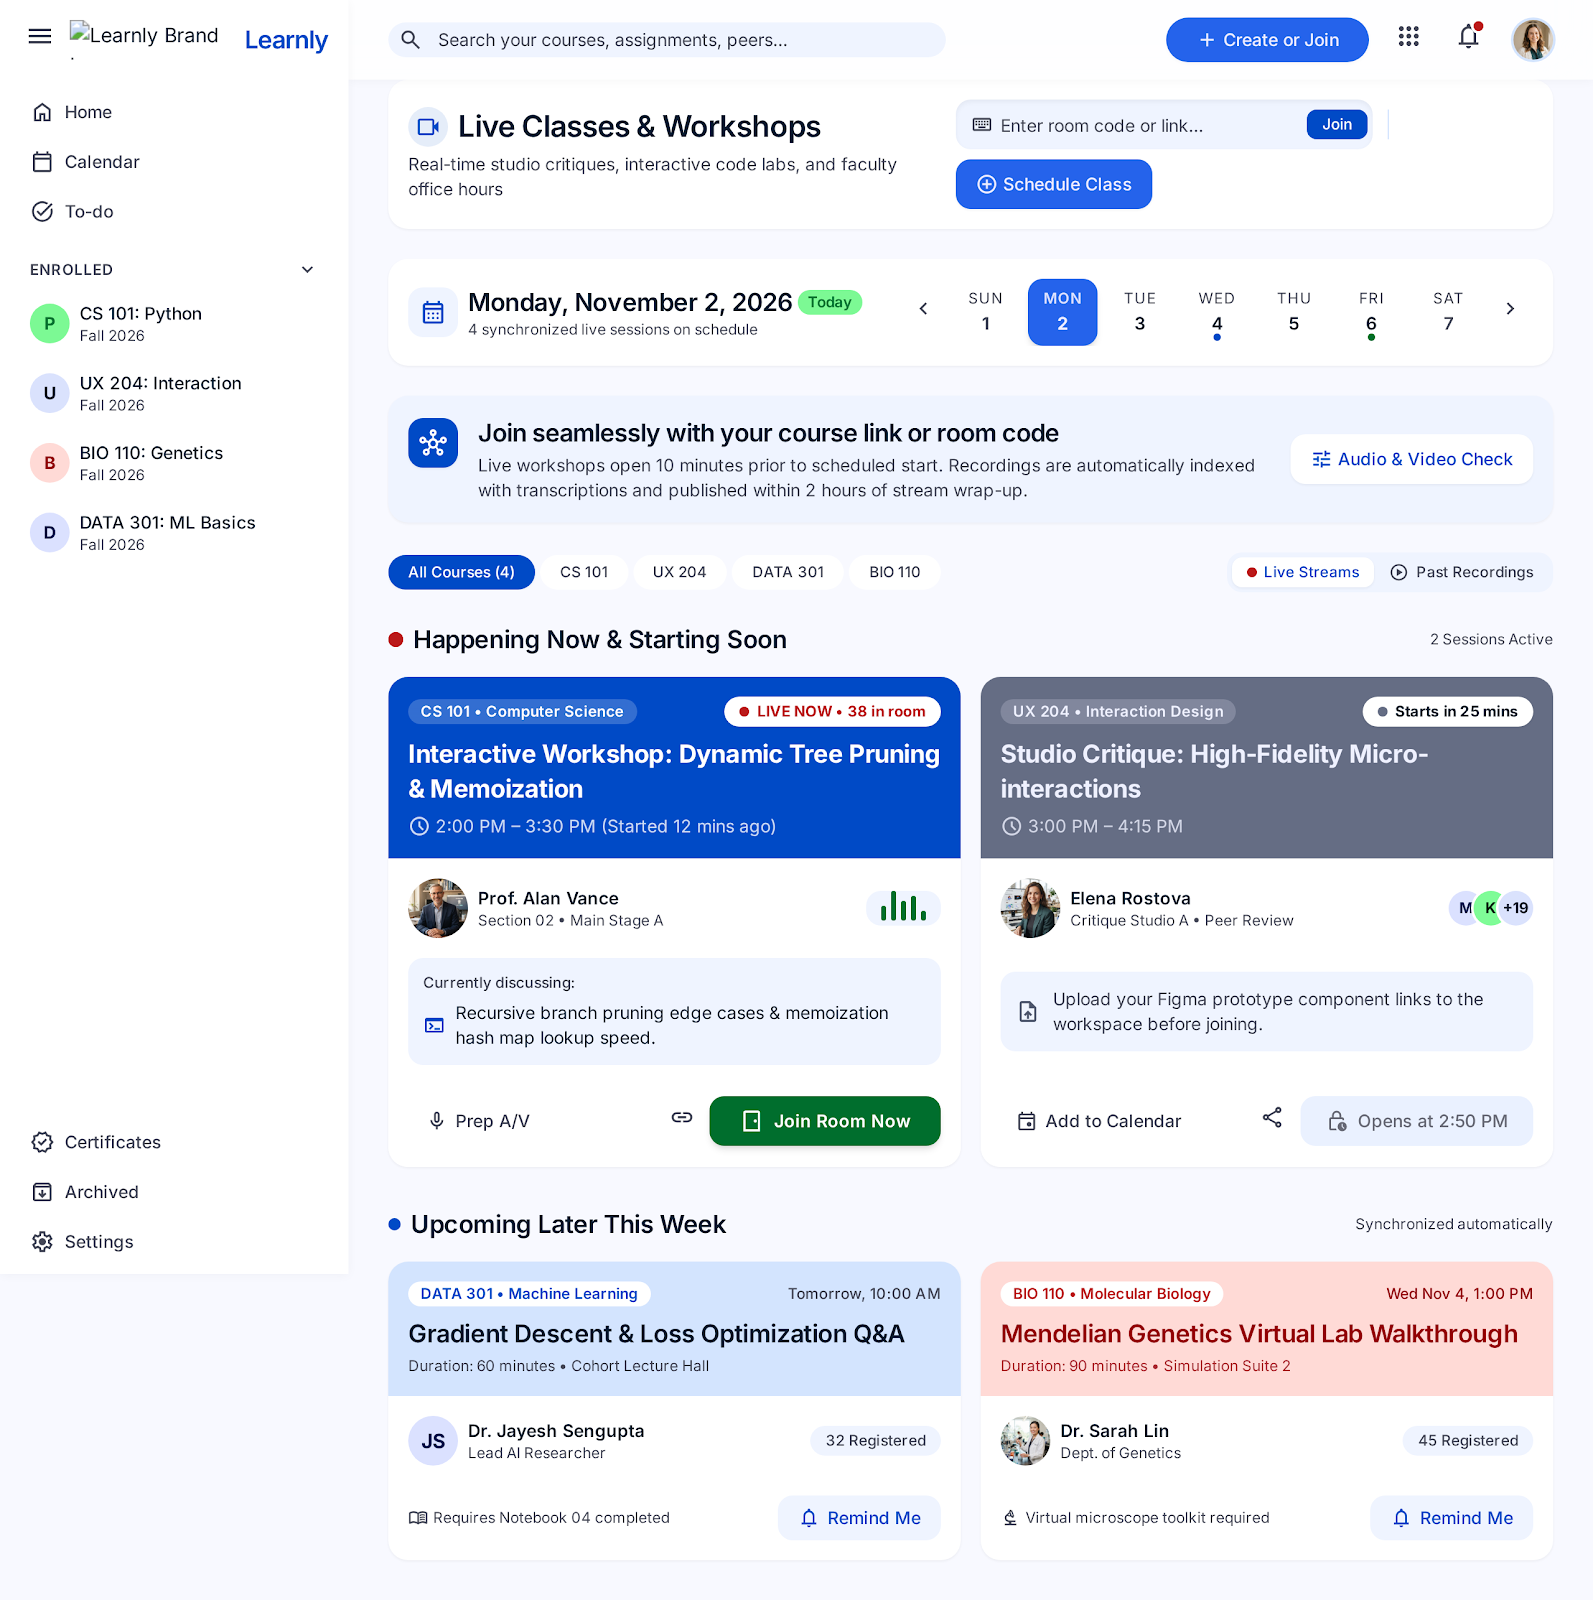 Learnly Brand
.
Learnly
Search your courses, assignments, peers...
Create or Join
Home
Calendar
To-do
ENROLLED
P
CS 101: Python
Fall 2026
U
UX 204: Interaction
Fall 2026
B
BIO 110: Genetics
Fall 2026
D
DATA 301: ML Basics
Fall 2026
Certificates
Archived
Settings
Live Classes & Workshops
Real-time studio critiques, interactive code labs, and faculty
office hours
Enter room code or link...
Join
Schedule Class
Monday, November 2, 2026
Today
4 synchronized live sessions on schedule
SUN
1
MON
2
TUE
3
WED
4
THU
5
FRI
6
SAT
7
Join seamlessly with your course link or room code
Live workshops open 10 minutes prior to scheduled start. Recordings are automatically indexed
with transcriptions and published within 2 hours of stream wrap-up.
Audio & Video Check
All Courses (4)
CS 101
UX 204
DATA 301
BIO 110
Live Streams
Past Recordings
Happening Now & Starting Soon
2 Sessions Active
CS 101 • Computer Science
LIVE NOW • 38 in room
Interactive Workshop: Dynamic Tree Pruning
& Memoization
2:00 PM – 3:30 PM (Started 12 mins ago)
Prof. Alan Vance
Section 02 • Main Stage A
Currently discussing:
Recursive branch pruning edge cases & memoization
hash map lookup speed.
Prep A/V
Join Room Now
UX 204 • Interaction Design
Starts in 25 mins
Studio Critique: High-Fidelity Micro-
interactions
3:00 PM – 4:15 PM
Elena Rostova
Critique Studio A • Peer Review
M
K
+19
Upload your Figma prototype component links to the
workspace before joining.
Add to Calendar
Opens at 2:50 PM
Upcoming Later This Week
Synchronized automatically
DATA 301 • Machine Learning
Tomorrow, 10:00 AM
Gradient Descent & Loss Optimization Q&A
Duration: 60 minutes • Cohort Lecture Hall
JS
Dr. Jayesh Sengupta
Lead AI Researcher
32 Registered
Requires Notebook 04 completed
Remind Me
BIO 110 • Molecular Biology
Wed Nov 4, 1:00 PM
Mendelian Genetics Virtual Lab Walkthrough
Duration: 90 minutes • Simulation Suite 2
Dr. Sarah Lin
Dept. of Genetics
45 Registered
Virtual microscope toolkit required
Remind Me